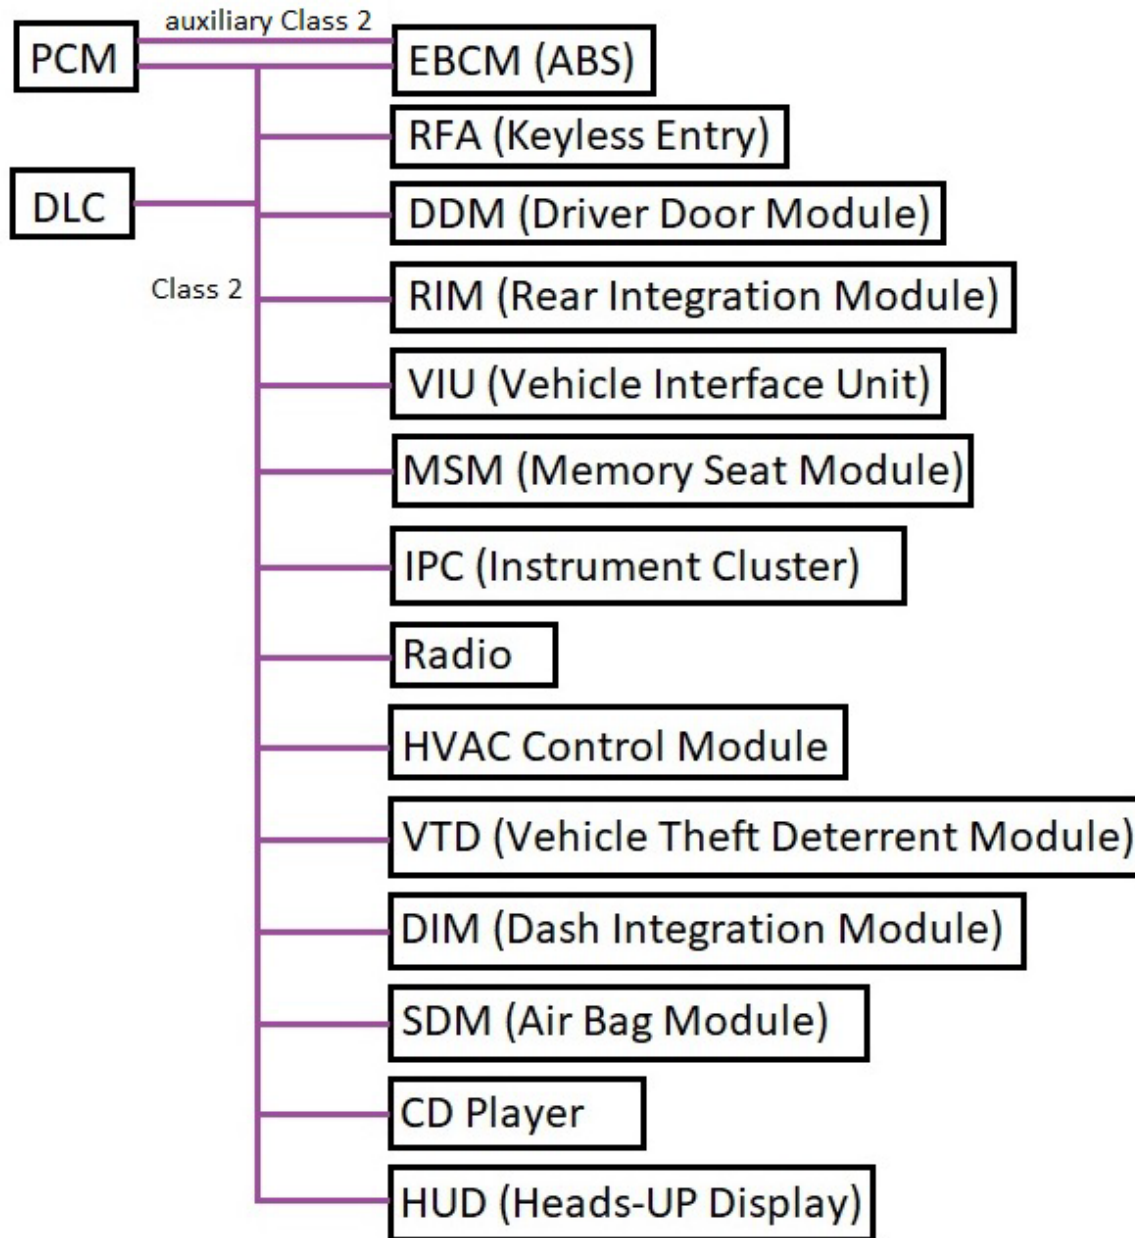 auxiliary Class 2
PCM
EBCM (ABS)
RFA (Keyless Entry)
DLC
DDM (Driver Door Module)
Class 2
RIM (Rear Integration Module)
VIU (Vehicle Interface Unit)
MSM (Memory Seat Module)
IPC (Instrument Cluster)
Radio
HVAC Control Module
VTD (Vehicle Theft Deterrent Module)
DIM (Dash Integration Module)
SDM (Air Bag Module)
CD Player
HUD (Heads-UP Display)